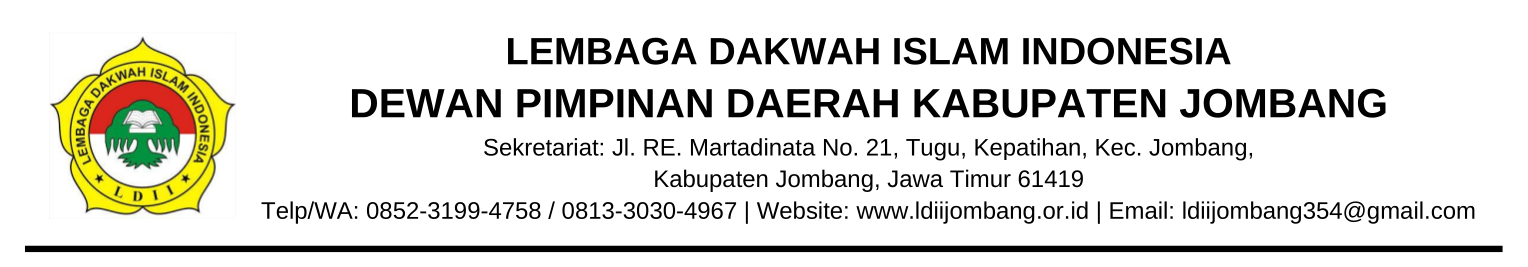 LEMBAGA DAKWAH ISLAM INDONESIA
LDII
LEMBAGA DAKWAH ISLAM INDONESIA
DEWAN PIMPINAN DAERAH KABUPATEN JOMBANG
Sekretariat: Jl. RE. Martadinata No. 21, Tugu, Kepatihan, Kec. Jombang,
Kabupaten Jombang, Jawa Timur 61419
Telp/WA: 0852-3199-4758 / 0813-3030-4967 | Website: www.ldiijombang.or.id | Email: ldiijombang354@gmail.com